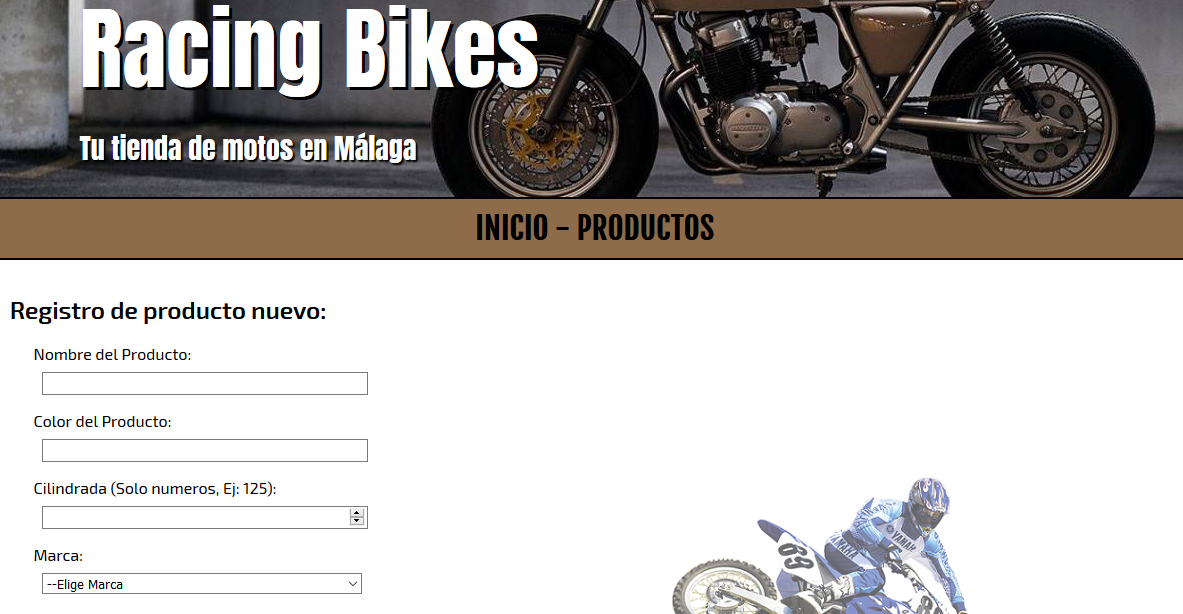 Racing Bikes
Tu tienda de motos en Málaga
INICIO – PRODUCTOS
Registro de producto nuevo:
Nombre del Producto:
Color del Producto:
Cilindrada (Solo numeros, Ej: 125):
Marca:
--Elige Marca
69
YAMAHA